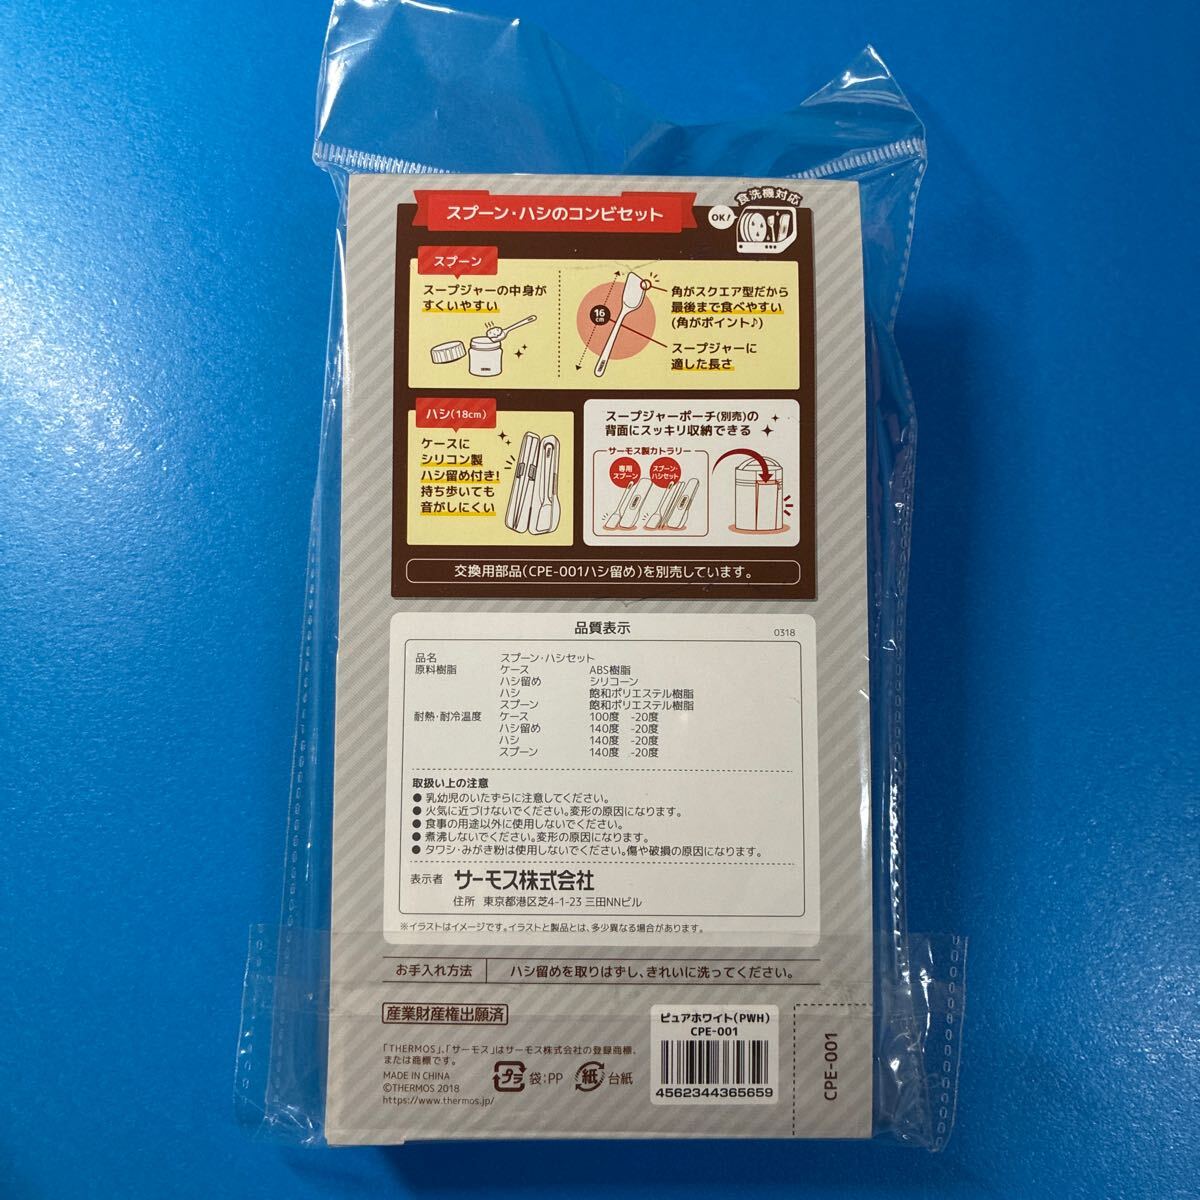 スプーン・ハシのコンビセット
OK!
食洗機対応
スプーン
スープジャーの中身が
すくいやすい
16
cm
角がスクエア型だから
最後まで食べやすい
(角がポイント♪)
スープジャーに
適した長さ
ハシ(18cm)
ケースに
シリコン製
ハシ留め付き!
持ち歩いても
音がしにくい
スープジャーポーチ(別売)の
背面にスッキリ収納できる
サーモス製カトラリー
専用
スプーン
スプーン・
ハシセット
交換用部品(CPE-001ハシ留め)を別売しています。
品質表示
0318
品名 スプーン・ハシセット
原料樹脂 ケース ABS樹脂
ハシ留め シリコーン
ハシ 飽和ポリエステル樹脂
スプーン 飽和ポリエステル樹脂
耐熱・耐冷温度 ケース 100度 -20度
ハシ留め 140度 -20度
ハシ 140度 -20度
スプーン 140度 -20度
取扱い上の注意
● 乳幼児のいたずらに注意してください。
● 火気に近づけないでください。変形の原因になります。
● 食事の用途以外に使用しないでください。
● 煮沸しないでください。変形の原因になります。
● タワシ・みがき粉は使用しないでください。傷や破損の原因になります。
表示者 サーモス株式会社
住所 東京都港区芝4-1-23 三田NNビル
※イラストはイメージです。イラストと製品とは、多少異なる場合があります。
お手入れ方法 ハシ留めを取りはずし、きれいに洗ってください。
産業財産権出願済
「THERMOS」、「サーモス」はサーモス株式会社の登録商標、
または商標です。
MADE IN CHINA
©THERMOS 2018
https://www.thermos.jp/
プラ 袋:PP 紙 台紙
ピュアホワイト(PWH)
CPE-001
4562344365659
CPE-001